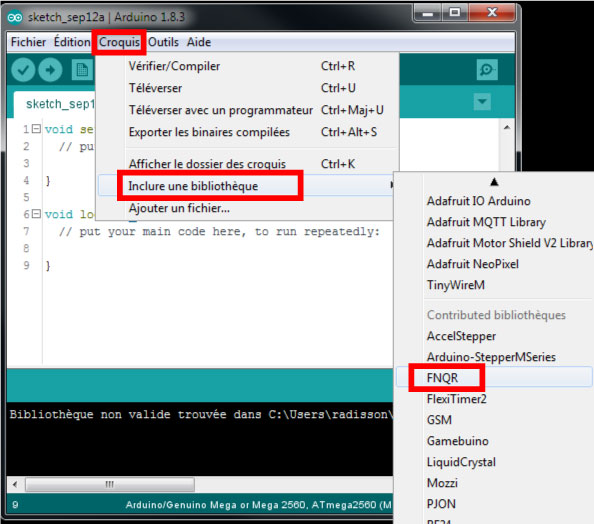 sketch_sep12a | Arduino 1.8.3
Fichier Édition Croquis Outils Aide
Vérifier/Compiler Ctrl+R
Téléverser Ctrl+U
Téléverser avec un programmateur Ctrl+Maj+U
Exporter les binaires compilées Ctrl+Alt+S
Afficher le dossier des croquis Ctrl+K
Inclure une bibliothèque
Ajouter un fichier...
sketch_sep1
1 void se
2 // pu
3
4 }
5
6 void lo
7 // put your main code here, to run repeatedly:
8
9 }
Adafruit IO Arduino
Adafruit MQTT Library
Adafruit Motor Shield V2 Library
Adafruit NeoPixel
TinyWireM
Contributed bibliothèques
AccelStepper
Arduino-StepperMSeries
FNQR
FlexiTimer2
GSM
Gamebuino
LiquidCrystal
Mozzi
PJON
RF24
Bibliothèque non valide trouvée dans C:\Users\radisson\
9 Arduino/Genuino Mega or Mega 2560, ATmega2560 (M